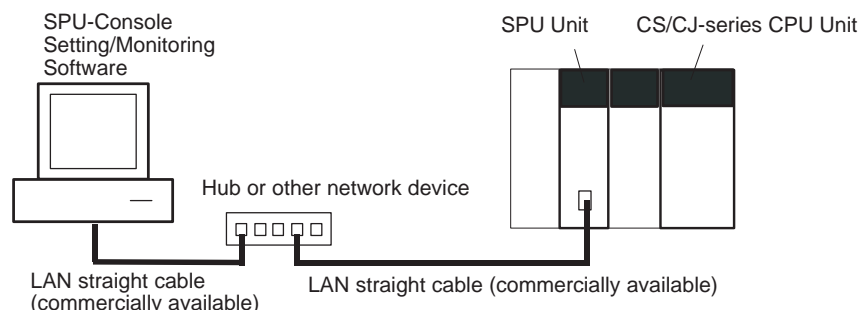 SPU-Console
Setting/Monitoring
Software
SPU Unit
CS/CJ-series CPU Unit
Hub or other network device
LAN straight cable
(commercially available)
LAN straight cable (commercially available)